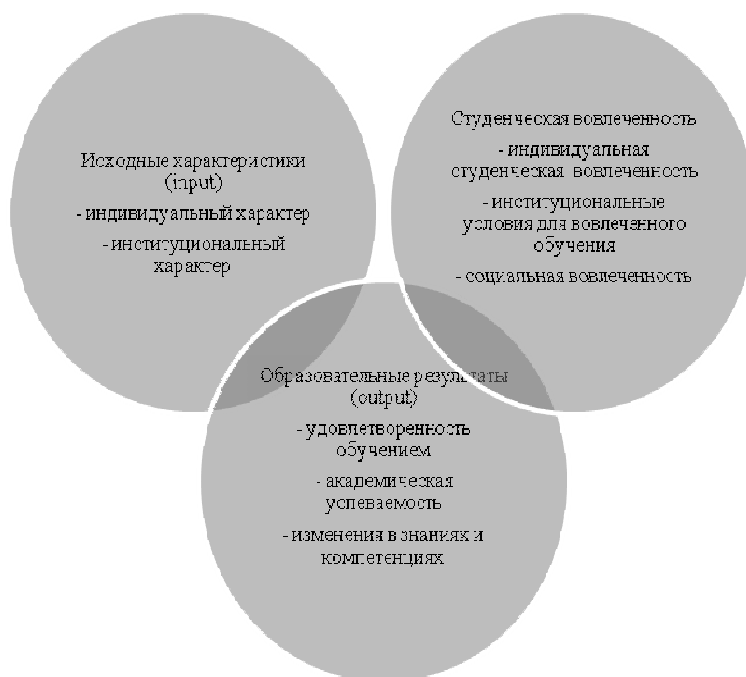 Исходные характеристики
(input)
- индивидуальный характер
- институциональный
характер
Студенческая вовлеченность
- индивидуальная
студенческая вовлеченность
- институциональные
условия для вовлеченного
обучения
- социальная вовлеченность
Образовательные результаты
(output)
- удовлетворенность
обучением
- академическая
успеваемость
- изменения в знаниях и
компетенциях